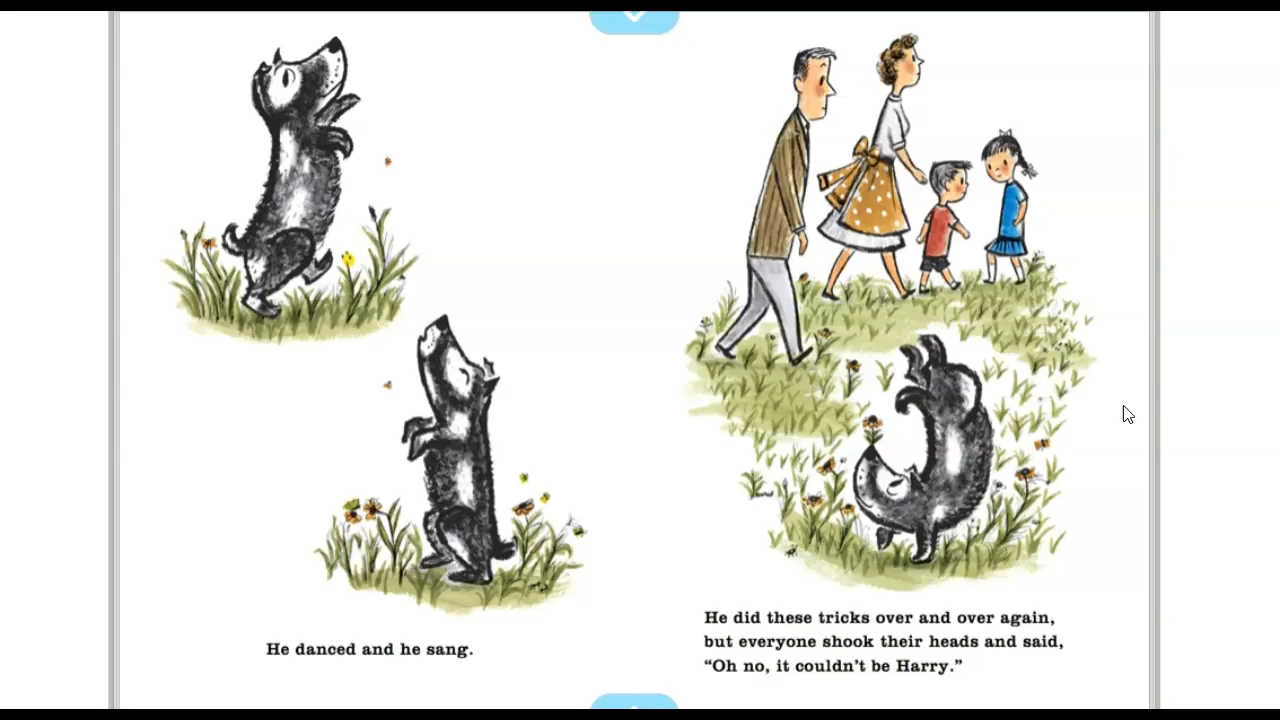 He danced and he sang.
He did these tricks over and over again,
but everyone shook their heads and said,
“Oh no, it couldn’t be Harry.”